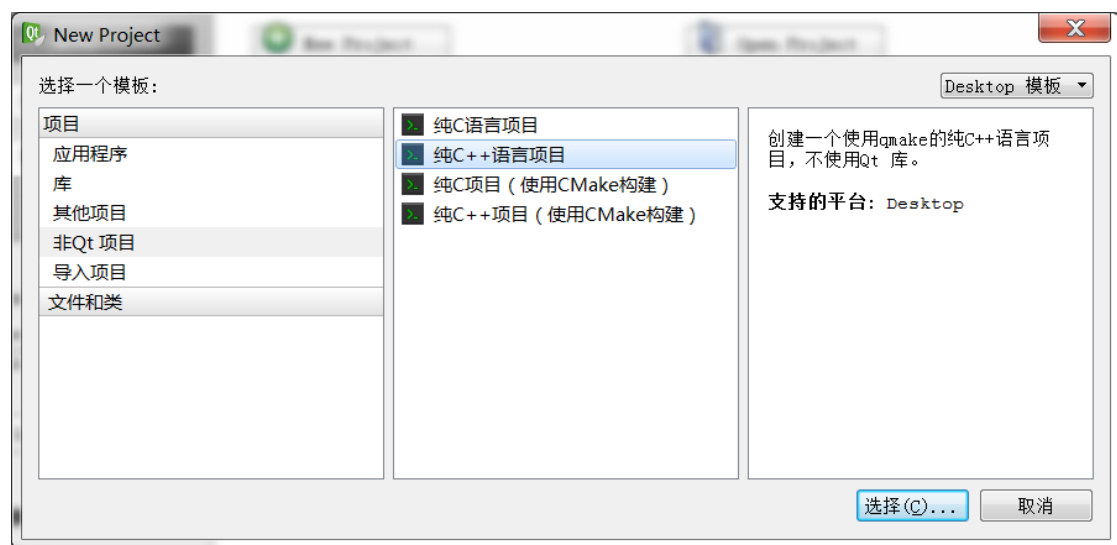 New Project
New Project
Open Project
选择一个模板:
Desktop 模板
项目
应用程序
库
其他项目
非Qt 项目
导入项目
文件和类
纯C语言项目
纯C++语言项目
纯C项目（使用CMake构建）
纯C++项目（使用CMake构建）
创建一个使用qmake的纯C++语言项
目，不使用Qt 库。
支持的平台: Desktop
选择(C)...
取消